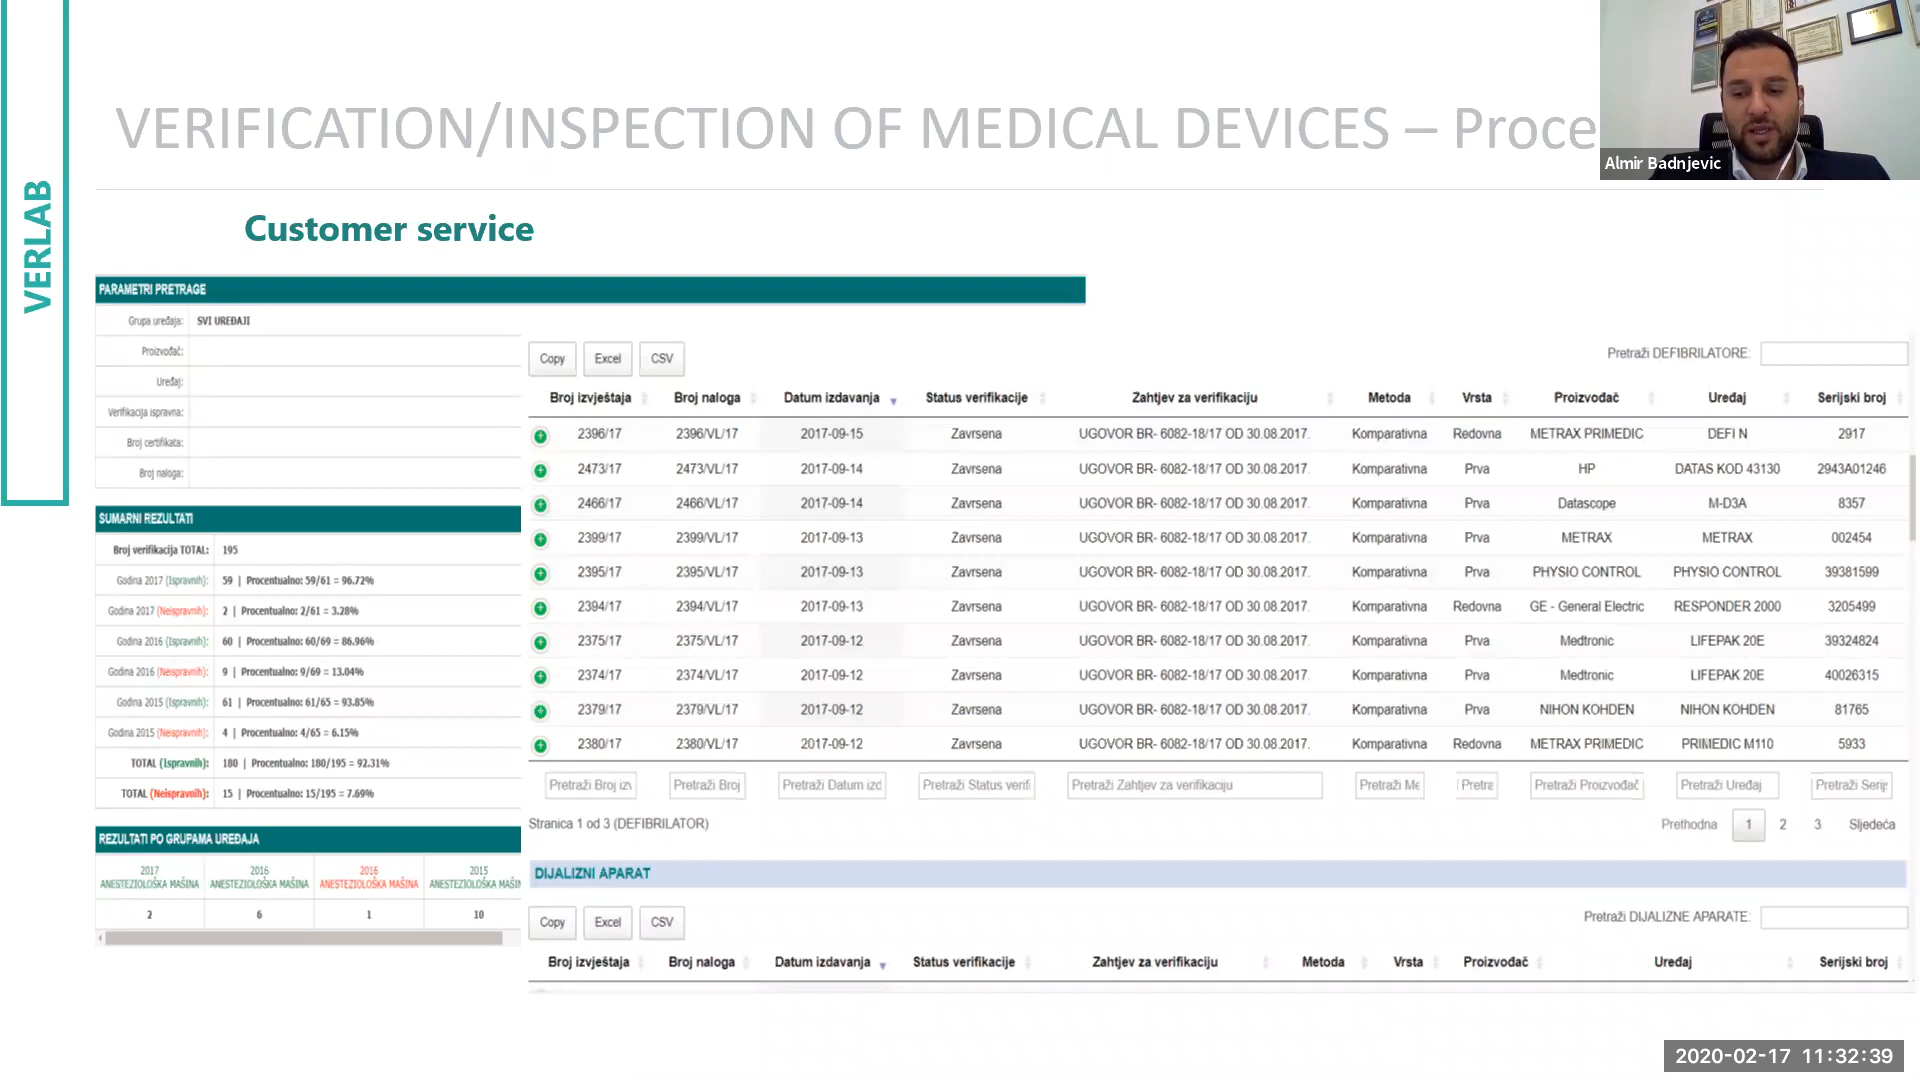 VERLAB
VERIFICATION/INSPECTION OF MEDICAL DEVICES – Proce
Almir Badnjevic
Customer service
PARAMETRI PRETRAGE
Grupa uređaja: SVI UREĐAJI
Proizvođač:
Uređaj:
Verifikacija ispravna:
Broj certifikata:
Broj naloga:
SUMARNI REZULTATI
Broj verifikacija TOTAL: 195
Godina 2017 (Ispravnih): 59 | Procentualno: 59/61 = 96.72%
Godina 2017 (Neispravnih): 2 | Procentualno: 2/61 = 3.28%
Godina 2016 (Ispravnih): 60 | Procentualno: 60/69 = 86.96%
Godina 2016 (Neispravnih): 9 | Procentualno: 9/69 = 13.04%
Godina 2015 (Ispravnih): 61 | Procentualno: 61/65 = 93.85%
Godina 2015 (Neispravnih): 4 | Procentualno: 4/65 = 6.15%
TOTAL (Ispravnih): 180 | Procentualno: 180/195 = 92.31%
TOTAL (Neispravnih): 15 | Procentualno: 15/195 = 7.69%
REZULTATI PO GRUPAMA UREĐAJA
2017 2016 2016 2015
ANESTEZIOLOŠKA MAŠINA ANESTEZIOLOŠKA MAŠINA ANESTEZIOLOŠKA MAŠINA ANESTEZIOLOŠKA MAŠIN
2 6 1 10
Copy Excel CSV Pretraži DEFIBRILATORE:
Broj izvještaja Broj naloga Datum izdavanja Status verifikacije Zahtjev za verifikaciju Metoda Vrsta Proizvođač Uređaj Serijski broj
2396/17 2396/VL/17 2017-09-15 Zavrsena UGOVOR BR- 6082-18/17 OD 30.08.2017. Komparativna Redovna METRAX PRIMEDIC DEFI N 2917
2473/17 2473/VL/17 2017-09-14 Zavrsena UGOVOR BR- 6082-18/17 OD 30.08.2017. Komparativna Prva HP DATAS KOD 43130 2943A01246
2466/17 2466/VL/17 2017-09-14 Zavrsena UGOVOR BR- 6082-18/17 OD 30.08.2017. Komparativna Prva Datascope M-D3A 8357
2399/17 2399/VL/17 2017-09-13 Zavrsena UGOVOR BR- 6082-18/17 OD 30.08.2017. Komparativna Prva METRAX METRAX 002454
2395/17 2395/VL/17 2017-09-13 Zavrsena UGOVOR BR- 6082-18/17 OD 30.08.2017. Komparativna Prva PHYSIO CONTROL PHYSIO CONTROL 39381599
2394/17 2394/VL/17 2017-09-13 Zavrsena UGOVOR BR- 6082-18/17 OD 30.08.2017. Komparativna Redovna GE - General Electric RESPONDER 2000 3205499
2375/17 2375/VL/17 2017-09-12 Zavrsena UGOVOR BR- 6082-18/17 OD 30.08.2017. Komparativna Prva Medtronic LIFEPAK 20E 39324824
2374/17 2374/VL/17 2017-09-12 Zavrsena UGOVOR BR- 6082-18/17 OD 30.08.2017. Komparativna Prva Medtronic LIFEPAK 20E 40026315
2379/17 2379/VL/17 2017-09-12 Zavrsena UGOVOR BR- 6082-18/17 OD 30.08.2017. Komparativna Prva NIHON KOHDEN NIHON KOHDEN 81765
2380/17 2380/VL/17 2017-09-12 Zavrsena UGOVOR BR- 6082-18/17 OD 30.08.2017. Komparativna Redovna METRAX PRIMEDIC PRIMEDIC M110 5933
Pretraži Broj izv Pretraži Broj Pretraži Datum izd Pretraži Status verifi Pretraži Zahtjev za verifikaciju Pretraži Me Pretra Pretraži Proizvođač Pretraži Uređaj Pretraži Serij
Stranica 1 od 3 (DEFIBRILATOR) Prethodna 1 2 3 Sljedeća
DIJALIZNI APARAT
Copy Excel CSV Pretraži DIJALIZNE APARATE:
Broj izvještaja Broj naloga Datum izdavanja Status verifikacije Zahtjev za verifikaciju Metoda Vrsta Proizvođač Uređaj Serijski broj
2020-02-17 11:32:39